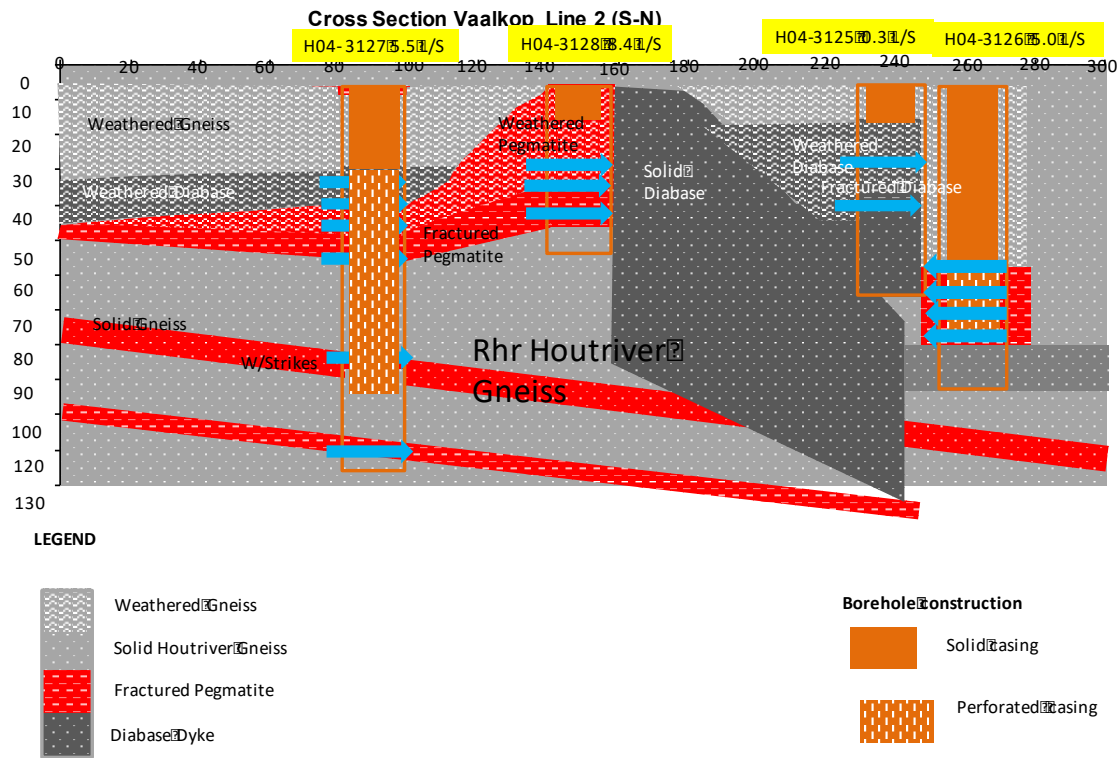 Cross Section Vaalkop Line 2 (S-N)
H04-3127 5.5 L/S
H04-3128 8.4 L/S
H04-3125 0.3 L/S
H04-3126 5.0 L/S
0 20 40 60 80 100 120 140 160 180 200 220 240 260 280 300
0
10
20
30
40
50
60
70
80
90
100
110
120
130
Weathered Gneiss
Weathered Diabase
Weathered
Pegmatite
Fractured
Pegmatite
Solid
Diabase
Weathered
Diabase
Fractured Diabase
Solid Gneiss
W/Strikes
Rhr Houtriver
Gneiss
LEGEND
Weathered Gneiss
Solid Houtriver Gneiss
Fractured Pegmatite
Diabase Dyke
Borehole construction
Solid casing
Perforated casing